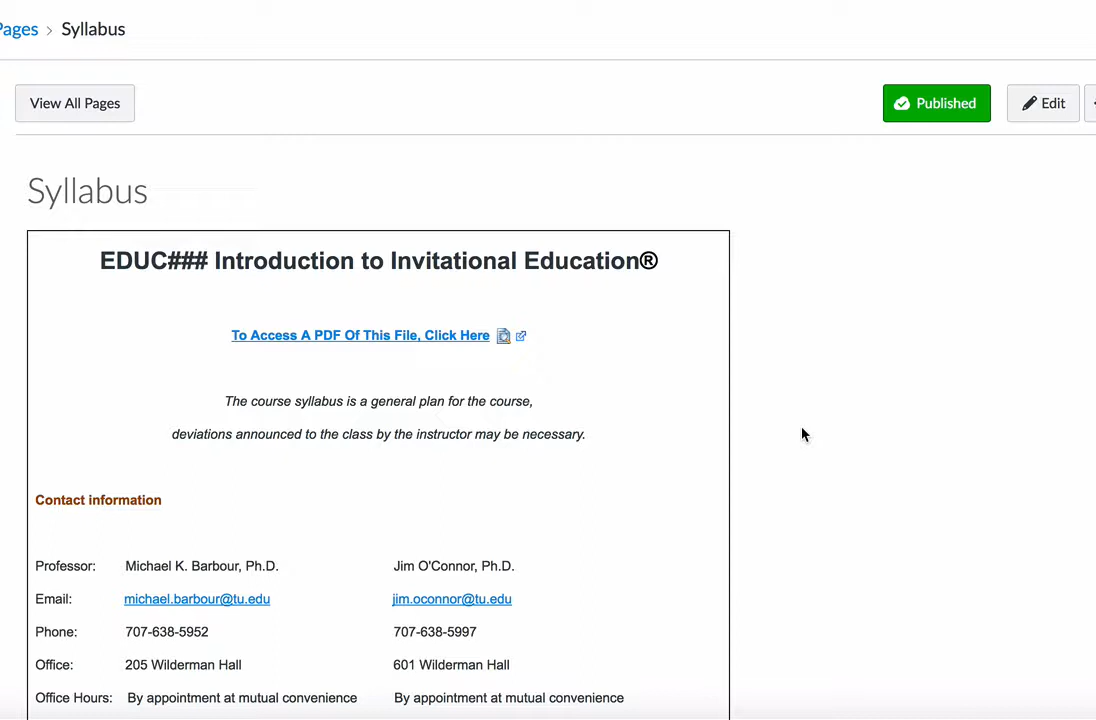 Pages > Syllabus
View All Pages
Published
Edit
Syllabus
EDUC### Introduction to Invitational Education®
To Access A PDF Of This File, Click Here
The course syllabus is a general plan for the course,
deviations announced to the class by the instructor may be necessary.
Contact information
Professor: Michael K. Barbour, Ph.D. Jim O'Connor, Ph.D.
Email: michael.barbour@tu.edu jim.oconnor@tu.edu
Phone: 707-638-5952 707-638-5997
Office: 205 Wilderman Hall 601 Wilderman Hall
Office Hours: By appointment at mutual convenience By appointment at mutual convenience